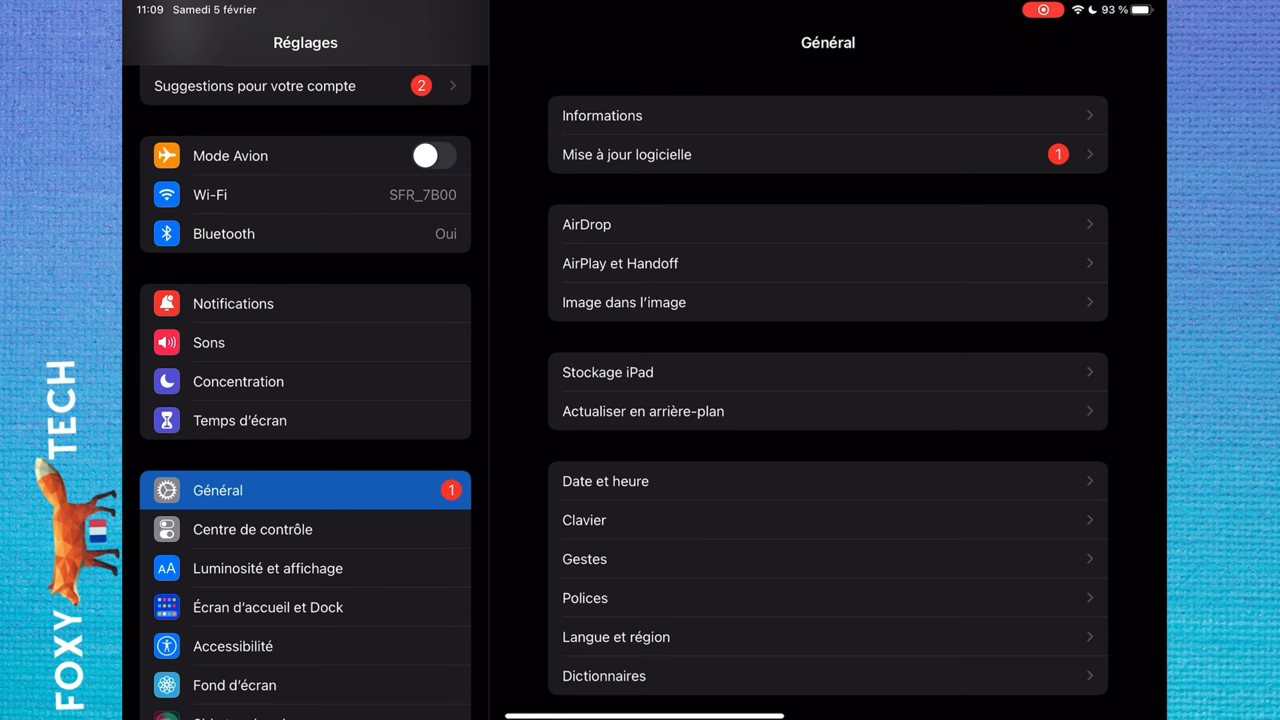 11:09 Samedi 5 février
93 %
Réglages
Suggestions pour votre compte 2
Mode Avion
Wi-Fi SFR_7B00
Bluetooth Oui
Notifications
Sons
Concentration
Temps d'écran
Général 1
Centre de contrôle
AA Luminosité et affichage
Écran d'accueil et Dock
Accessibilité
Fond d'écran
Général
Informations
Mise à jour logicielle 1
AirDrop
AirPlay et Handoff
Image dans l'image
Stockage iPad
Actualiser en arrière-plan
Date et heure
Clavier
Gestes
Polices
Langue et région
Dictionnaires
FOXY TECH